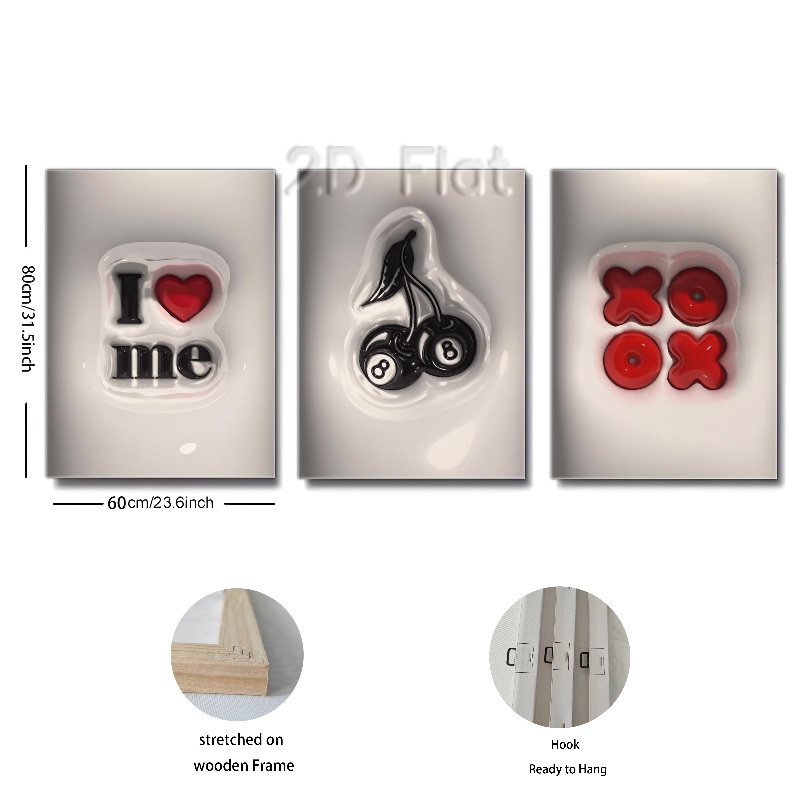 2D Flat
I
me
8
8
XO
OX
80cm/31.5inch
60cm/23.6inch
stretched on
wooden Frame
Hook
Ready to Hang